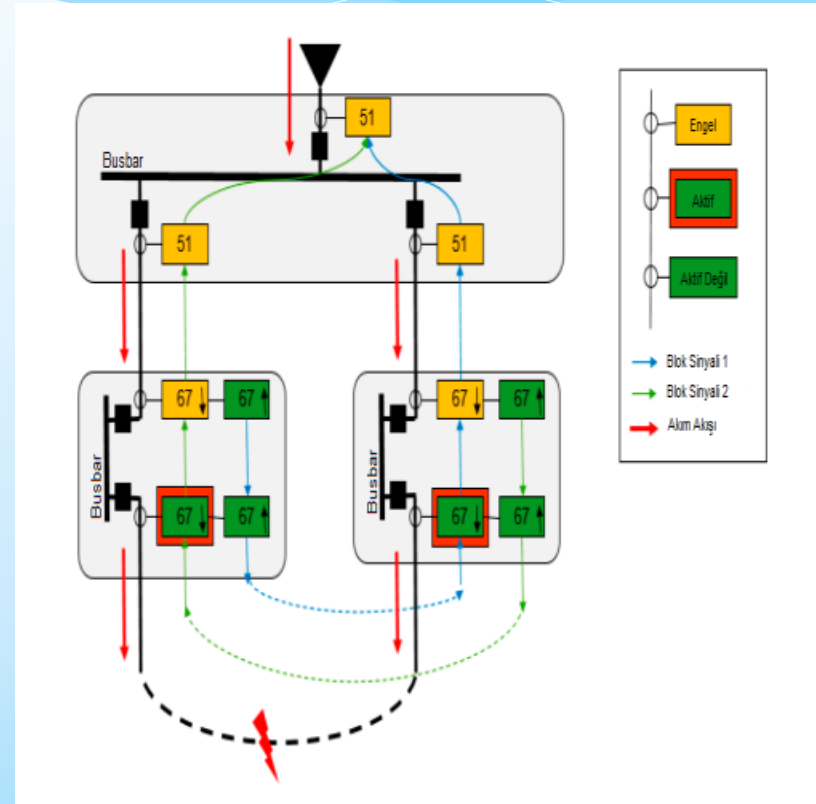 51
Busbar
51
51
67
67
67
67
Busbar
Busbar
67
67
67
67
Engel
Aktif
Aktif Değil
Blok Sinyali 1
Blok Sinyali 2
Akım Akışı